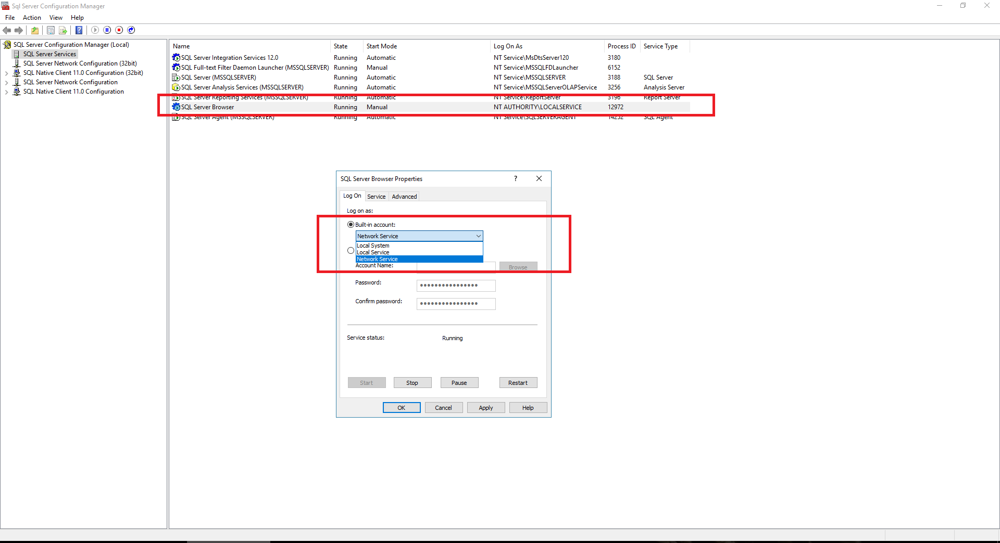 Sql Server Configuration Manager
File Action View Help
SQL Server Configuration Manager (Local)
SQL Server Services
SQL Server Network Configuration (32bit)
SQL Native Client 11.0 Configuration (32bit)
SQL Server Network Configuration
SQL Native Client 11.0 Configuration
Name State Start Mode Log On As Process ID Service Type
SQL Server Integration Services 12.0 Running Automatic NT Service\MsDtsServer120 3180
SQL Full-text Filter Daemon Launcher (MSSQLSERVER) Running Manual NT Service\MSSQLFDLauncher 6152
SQL Server (MSSQLSERVER) Running Automatic NT Service\MSSQLSERVER 3188 SQL Server
SQL Server Analysis Services (MSSQLSERVER) Running Automatic NT Service\MSSQLServerOLAPService 3256 Analysis Server
SQL Server Reporting Services (MSSQLSERVER) Running Automatic NT Service\ReportServer 3196 Report Server
SQL Server Browser Running Manual NT AUTHORITY\LOCALSERVICE 12972
SQL Server Agent (MSSQLSERVER) Running Automatic NT Service\SQLSERVERAGENT 14252 SQL Agent
SQL Server Browser Properties ?
Log On Service Advanced
Log on as:
Built-in account:
Network Service
Local System
Local Service
Network Service
Account Name: Browse
Password: ••••••••••••••••
Confirm password: ••••••••••••••••
Service status: Running
Start Stop Pause Restart
OK Cancel Apply Help